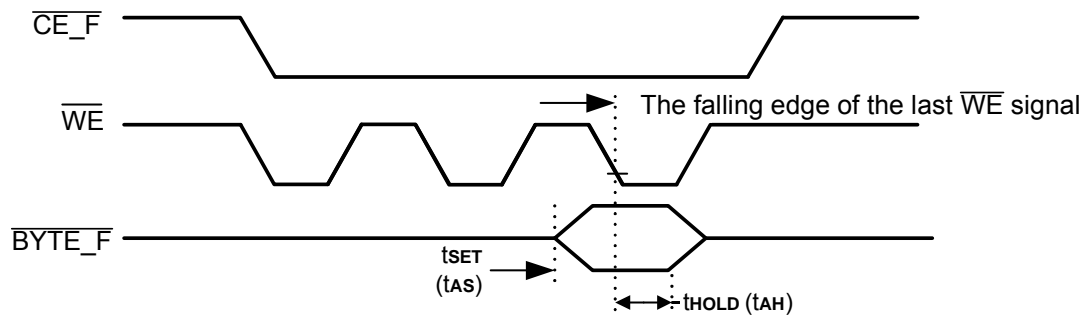 CE_F
The falling edge of the last WE signal
WE
BYTE_F
tSET
(tAS)
tHOLD (tAH)